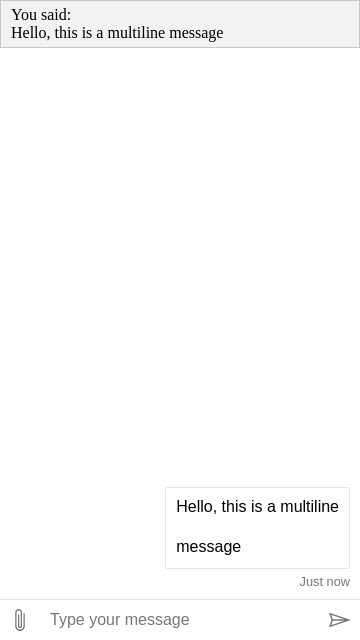 You said:
Hello, this is a multiline message
Hello, this is a multiline
message
Just now
Type your message